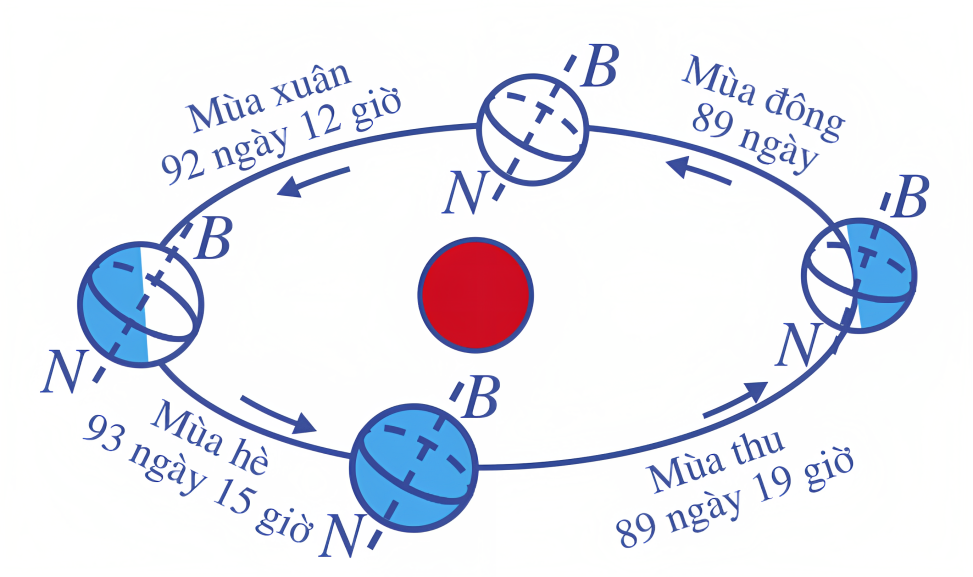 Mùa xuân
92 ngày 12 giờ
B
N
Mùa đông
89 ngày
B
N
B
N
Mùa hè
93 ngày 15 giờ
B
N
Mùa thu
89 ngày 19 giờ